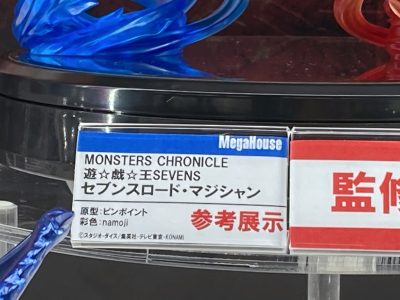 MegaHouse
MONSTERS CHRONICLE
遊☆戯☆王SEVENS
セブンスロード・マジシャン
原型:ピンポイント
彩色:namoji
参考展示
©スタジオ・ダイス/集英社・テレビ東京・KONAMI
監修